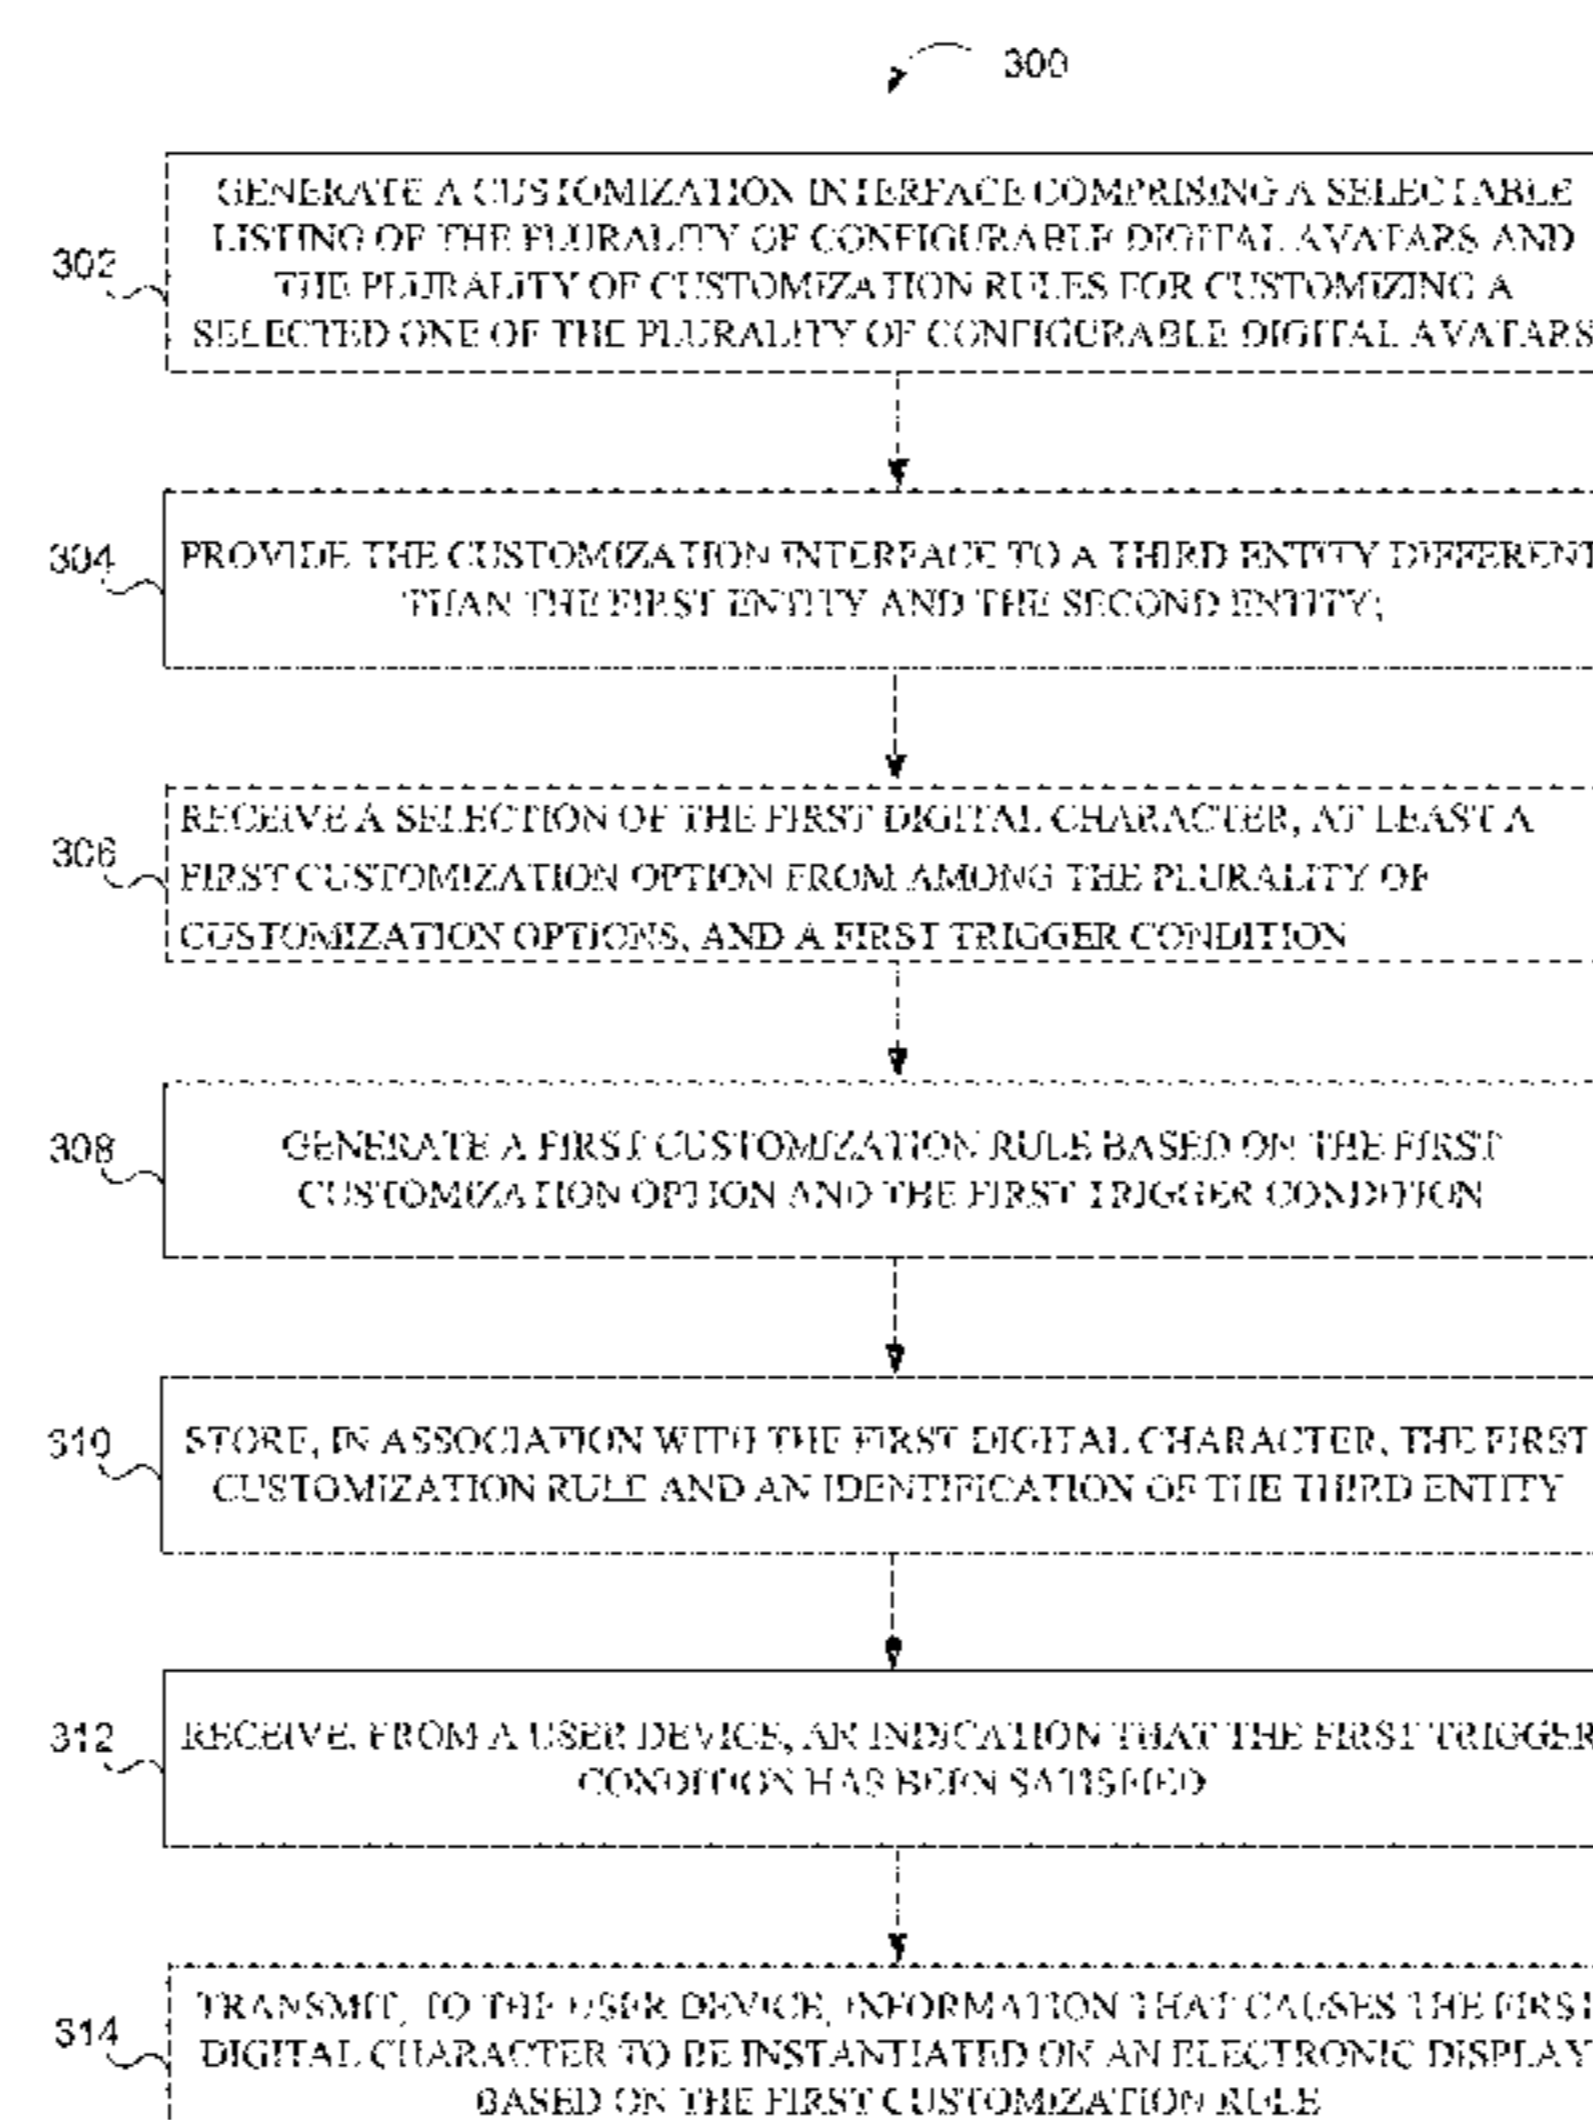 300
302
GENERATE A CUSTOMIZATION INTERFACE COMPRISING A SELECTABLE
LISTING OF THE PLURALITY OF CONFIGURABLE DIGITAL AVATARS AND
THE PLURALITY OF CUSTOMIZATION RULES FOR CUSTOMIZING A
SELECTED ONE OF THE PLURALITY OF CONFIGURABLE DIGITAL AVATARS
304
PROVIDE THE CUSTOMIZATION INTERFACE TO A THIRD ENTITY DIFFERENT
THAN THE FIRST ENTITY AND THE SECOND ENTITY;
306
RECEIVE A SELECTION OF THE FIRST DIGITAL CHARACTER, AT LEAST A
FIRST CUSTOMIZATION OPTION FROM AMONG THE PLURALITY OF
CUSTOMIZATION OPTIONS, AND A FIRST TRIGGER CONDITION
308
GENERATE A FIRST CUSTOMIZATION RULE BASED ON THE FIRST
CUSTOMIZATION OPTION AND THE FIRST TRIGGER CONDITION
310
STORE, IN ASSOCIATION WITH THE FIRST DIGITAL CHARACTER, THE FIRST
CUSTOMIZATION RULE AND AN IDENTIFICATION OF THE THIRD ENTITY
312
RECEIVE, FROM A USER DEVICE, AN INDICATION THAT THE FIRST TRIGGER
CONDITION HAS BEEN SATISFIED
314
TRANSMIT, TO THE USER DEVICE, INFORMATION THAT CAUSES THE FIRST
DIGITAL CHARACTER TO BE INSTANTIATED ON AN ELECTRONIC DISPLAY
BASED ON THE FIRST CUSTOMIZATION RULE